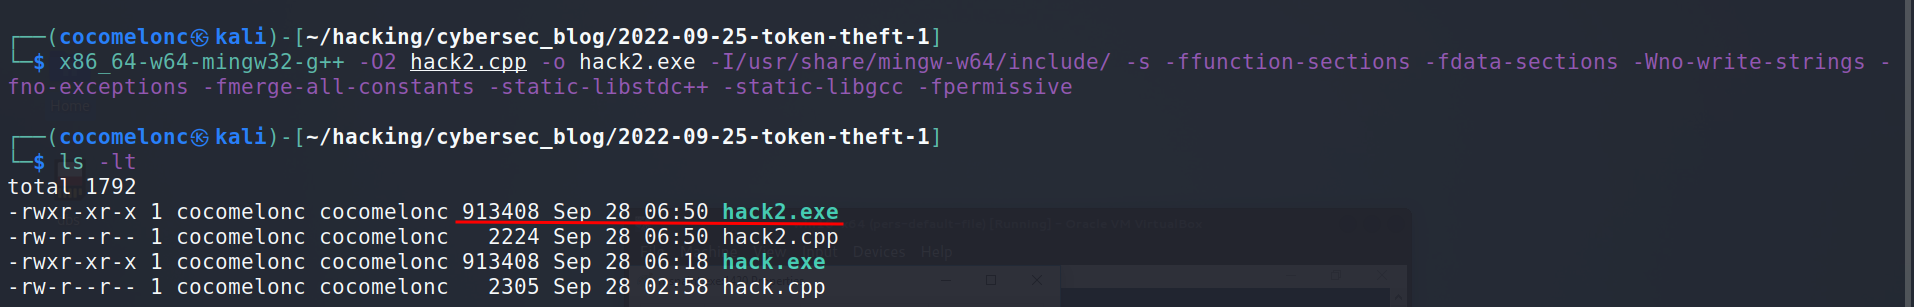 ┌──(cocomelonc㉿kali)-[~/hacking/cybersec_blog/2022-09-25-token-theft-1]
└─$ x86_64-w64-mingw32-g++ -O2 hack2.cpp -o hack2.exe -I/usr/share/mingw-w64/include/ -s -ffunction-sections -fdata-sections -Wno-write-strings -
fno-exceptions -fmerge-all-constants -static-libstdc++ -static-libgcc -fpermissive
┌──(cocomelonc㉿kali)-[~/hacking/cybersec_blog/2022-09-25-token-theft-1]
└─$ ls -lt
total 1792
-rwxr-xr-x 1 cocomelonc cocomelonc 913408 Sep 28 06:50 hack2.exe
-rw-r--r-- 1 cocomelonc cocomelonc   2224 Sep 28 06:50 hack2.cpp
Devices Help
-rwxr-xr-x 1 cocomelonc cocomelonc 913408 Sep 28 06:18 hack.exe
-rw-r--r-- 1 cocomelonc cocomelonc   2305 Sep 28 02:58 hack.cpp